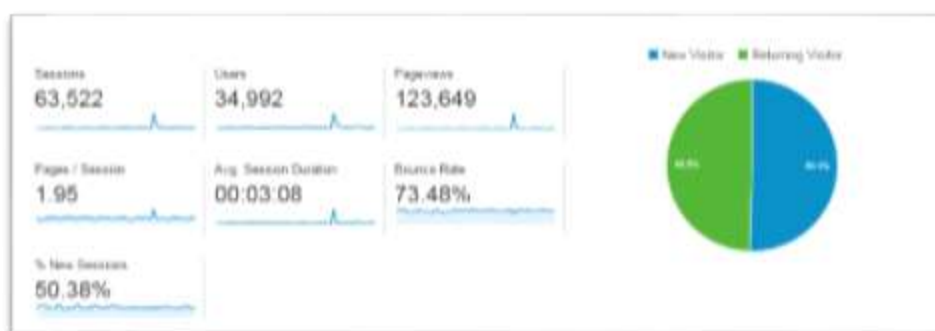 Sessions
63,522
Users
34,992
Pageviews
123,649
New Visitor
Returning Visitor
Pages / Session
1.95
Avg. Session Duration
00:03:08
Bounce Rate
73.48%
% New Sessions
50.38%